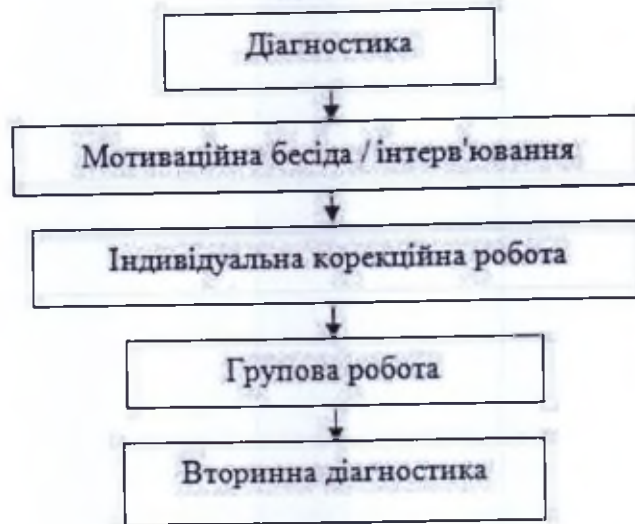 Діагностика
Мотиваційна бесіда / інтерв'ювання
Індивідуальна корекційна робота
Групова робота
Вторинна діагностика